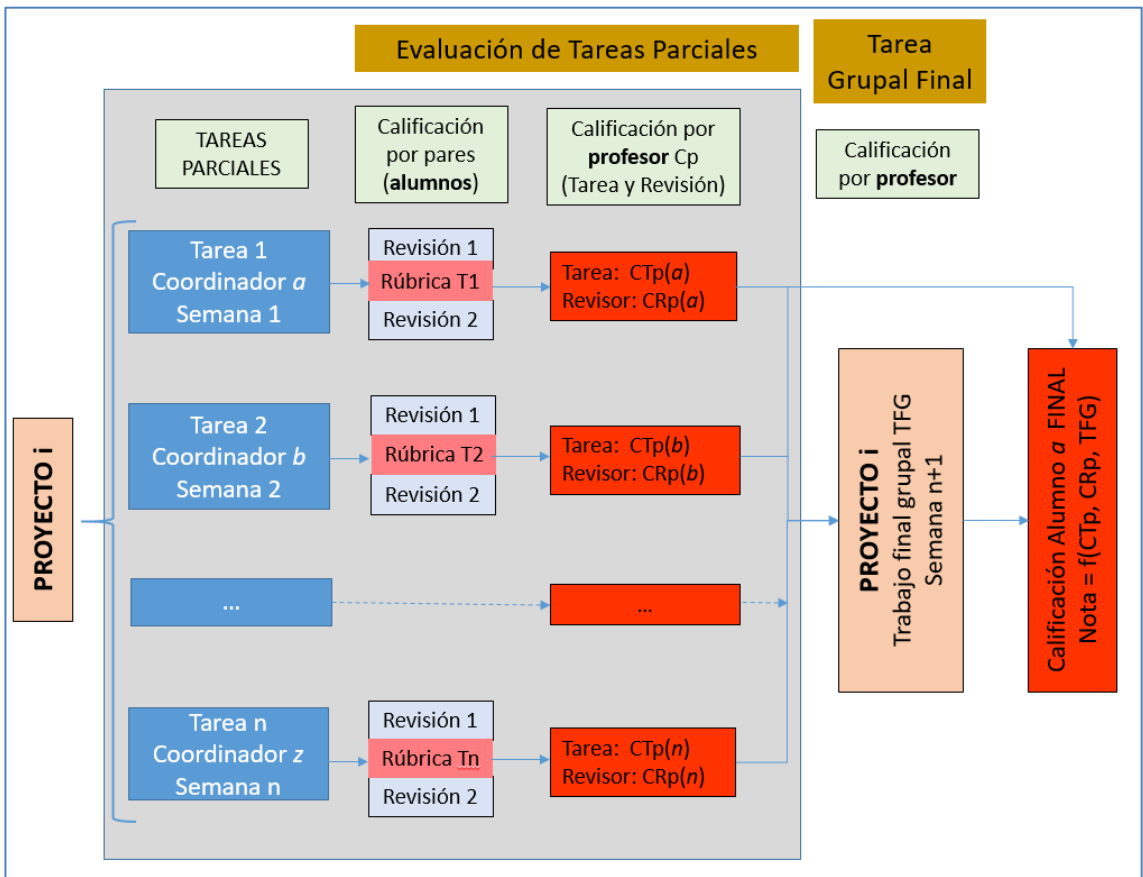 Evaluación de Tareas Parciales
Tarea
Grupal Final
TAREAS
PARCIALES
Calificación
por pares
(alumnos)
Calificación por
profesor Cp
(Tarea y Revisión)
Calificación
por profesor
PROYECTO i
Tarea 1
Coordinador a
Semana 1
Revisión 1
Rúbrica T1
Revisión 2
Tarea: CTp(a)
Revisor: CRp(a)
Tarea 2
Coordinador b
Semana 2
Revisión 1
Rúbrica T2
Revisión 2
Tarea: CTp(b)
Revisor: CRp(b)
...
...
Tarea n
Coordinador z
Semana n
Revisión 1
Rúbrica Tn
Revisión 2
Tarea: CTp(n)
Revisor: CRp(n)
PROYECTO i
Trabajo final grupal TFG
Semana n+1
Calificación Alumno a FINAL
Nota = f(CTp, CRp, TFG)